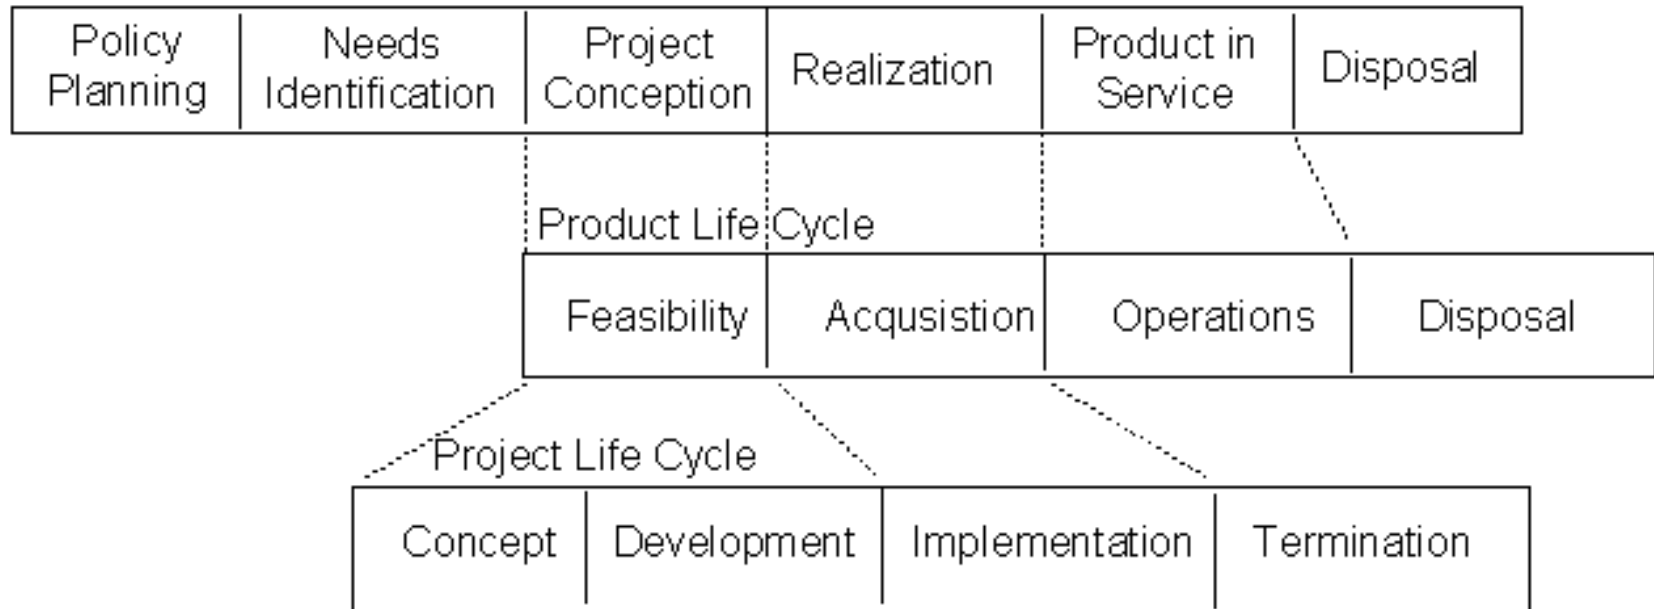 Policy
Planning
Needs
Identification
Project
Conception
Realization
Product in
Service
Disposal
Product Life Cycle
Feasibility
Acqusistion
Operations
Disposal
Project Life Cycle
Concept
Development
Implementation
Termination